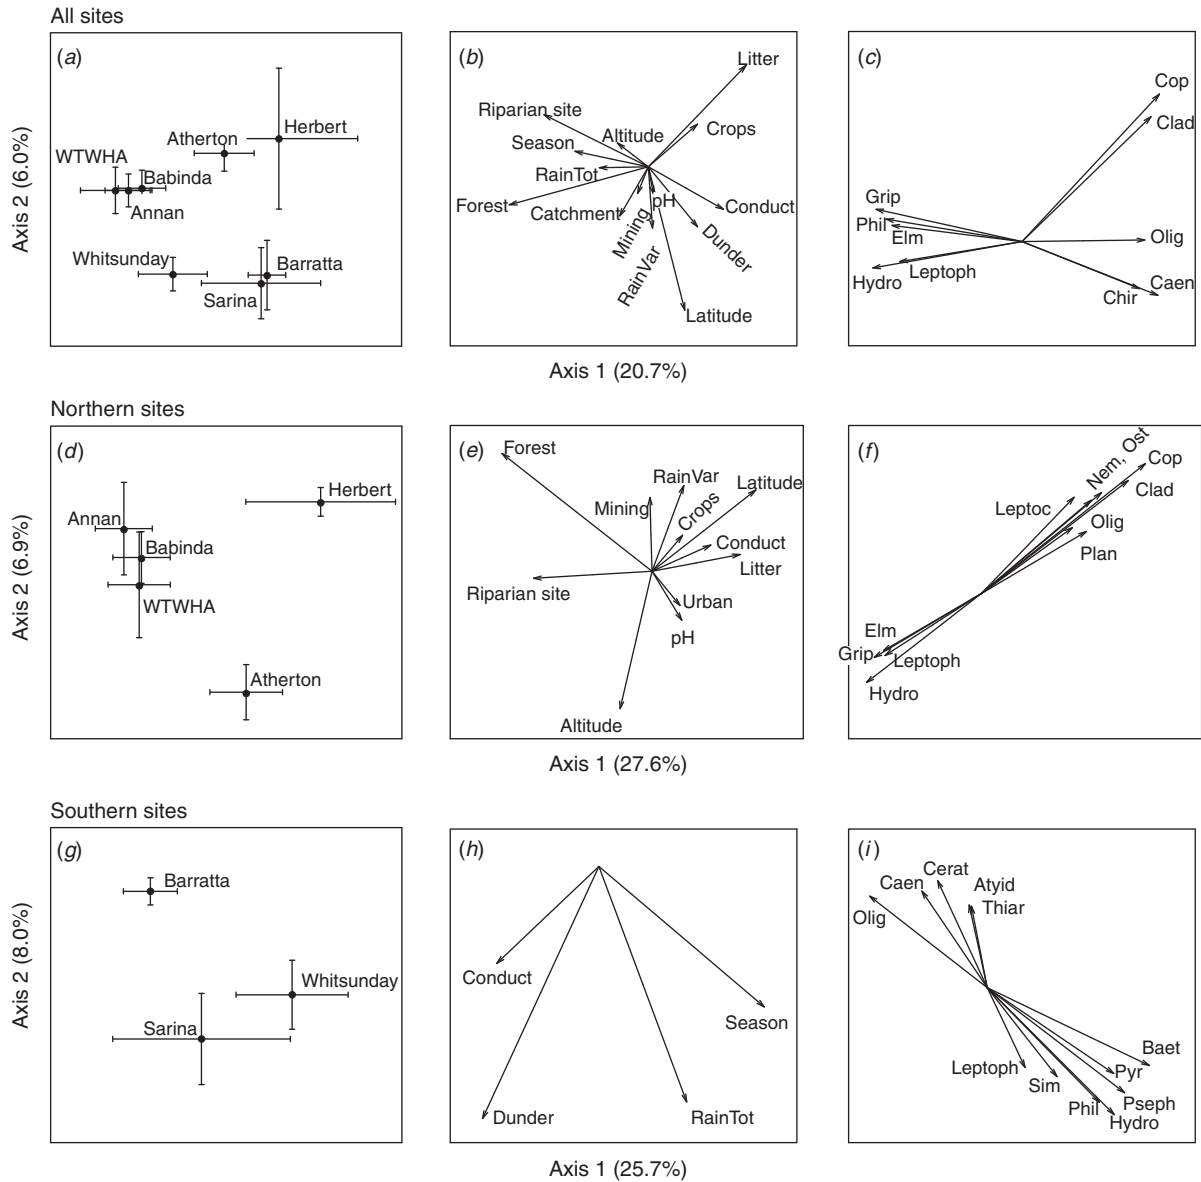 All sites
(a)
Herbert
Atherton
WTWHA
Babinda
Annan
Whitsunday
Barratta
Sarina
Axis 2 (6.0%)
(b)
Litter
Riparian site
Crops
Altitude
Season
RainTot
Forest
pH
Conduct
Catchment
Mining
Dunder
RainVar
Latitude
Axis 1 (20.7%)
(c)
Cop
Clad
Grip
Phil
Elm
Olig
Leptoph
Hydro
Caen
Chir
Northern sites
(d)
Herbert
Annan
Babinda
WTWHA
Atherton
Axis 2 (6.9%)
(e)
Forest
RainVar
Latitude
Mining
Crops
Conduct
Litter
Riparian site
Urban
pH
Altitude
Axis 1 (27.6%)
(f)
Nem, Ost
Cop
Clad
Leptoc
Olig
Plan
Elm
Grip
Leptoph
Hydro
Southern sites
(g)
Barratta
Whitsunday
Sarina
Axis 2 (8.0%)
(h)
Conduct
Season
Dunder
RainTot
Axis 1 (25.7%)
(i)
Cerat
Caen
Atyid
Thiar
Olig
Baet
Leptoph
Pyr
Sim
Pseph
Phil
Hydro